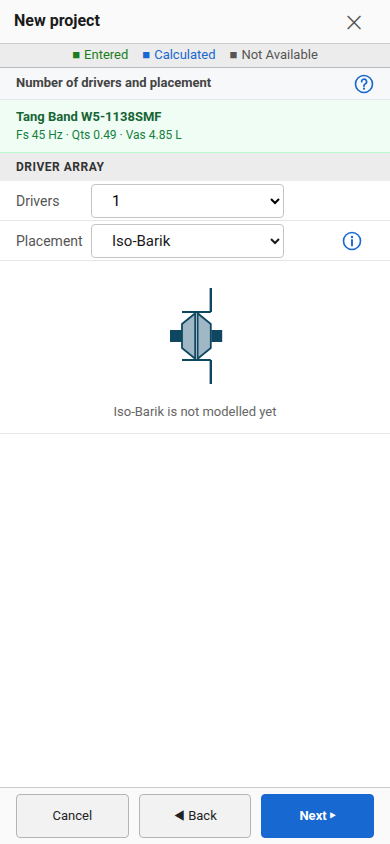 New project
■ Entered ■ Calculated ■ Not Available
Number of drivers and placement
Tang Band W5-1138SMF
Fs 45 Hz · Qts 0.49 · Vas 4.85 L
DRIVER ARRAY
Drivers 1
Placement Iso-Barik
Iso-Barik is not modelled yet
Cancel ◀ Back Next ▸